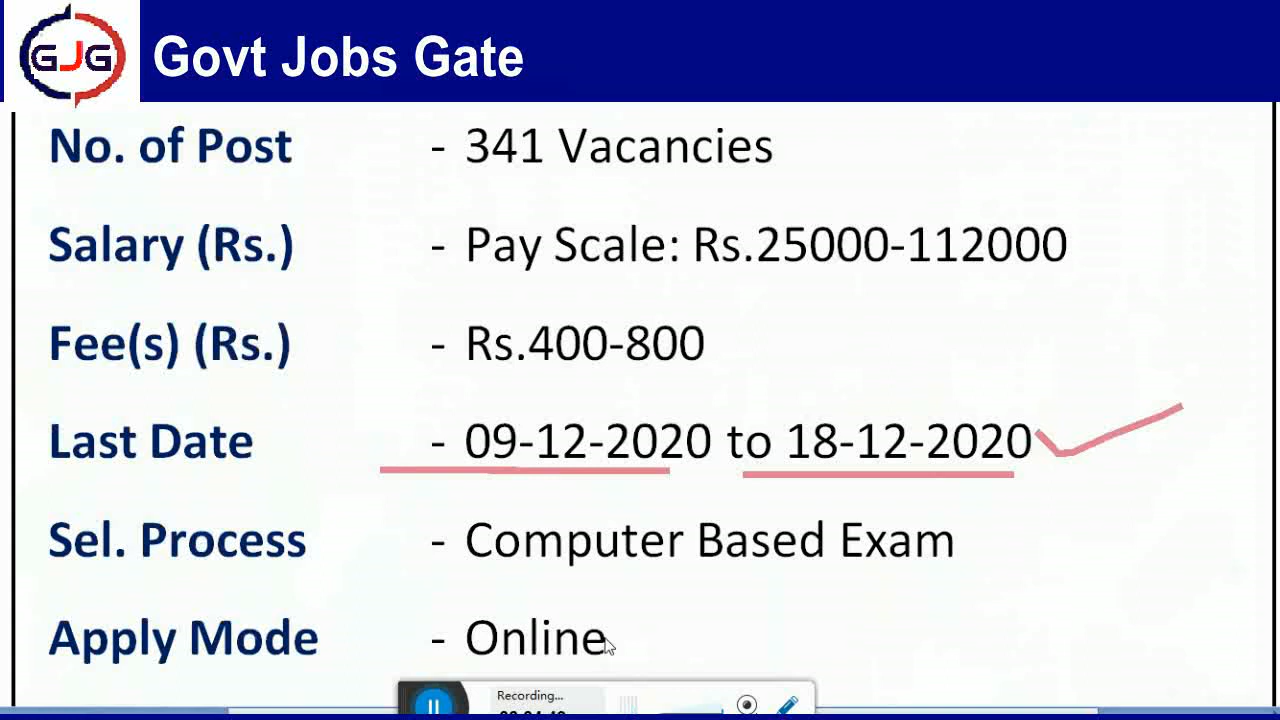 GJG Govt Jobs Gate
No. of Post - 341 Vacancies
Salary (Rs.) - Pay Scale: Rs.25000-112000
Fee(s) (Rs.) - Rs.400-800
Last Date - 09-12-2020 to 18-12-2020
Sel. Process - Computer Based Exam
Apply Mode - Online
Recording...